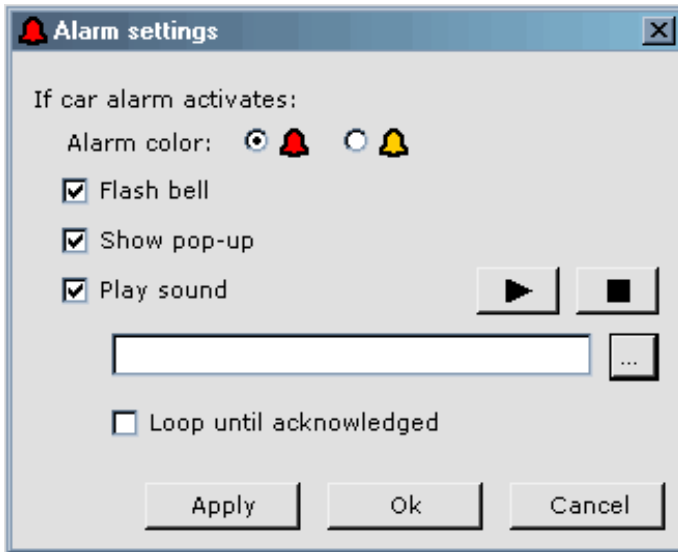 Alarm settings
If car alarm activates:
Alarm color:
Flash bell
Show pop-up
Play sound
...
Loop until acknowledged
Apply Ok Cancel